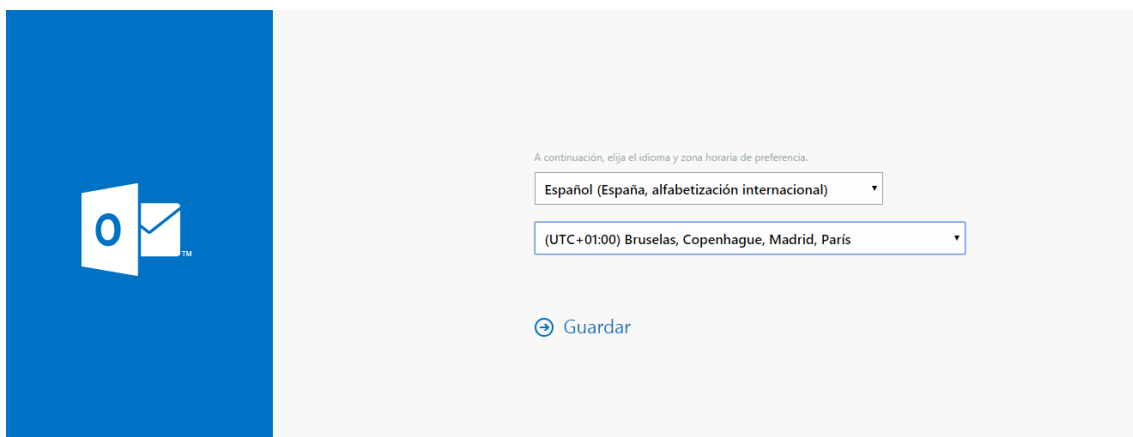 O
TM
A continuación, elija el idioma y zona horaria de preferencia.
Español (España, alfabetización internacional)
(UTC+01:00) Bruselas, Copenhague, Madrid, París
Guardar